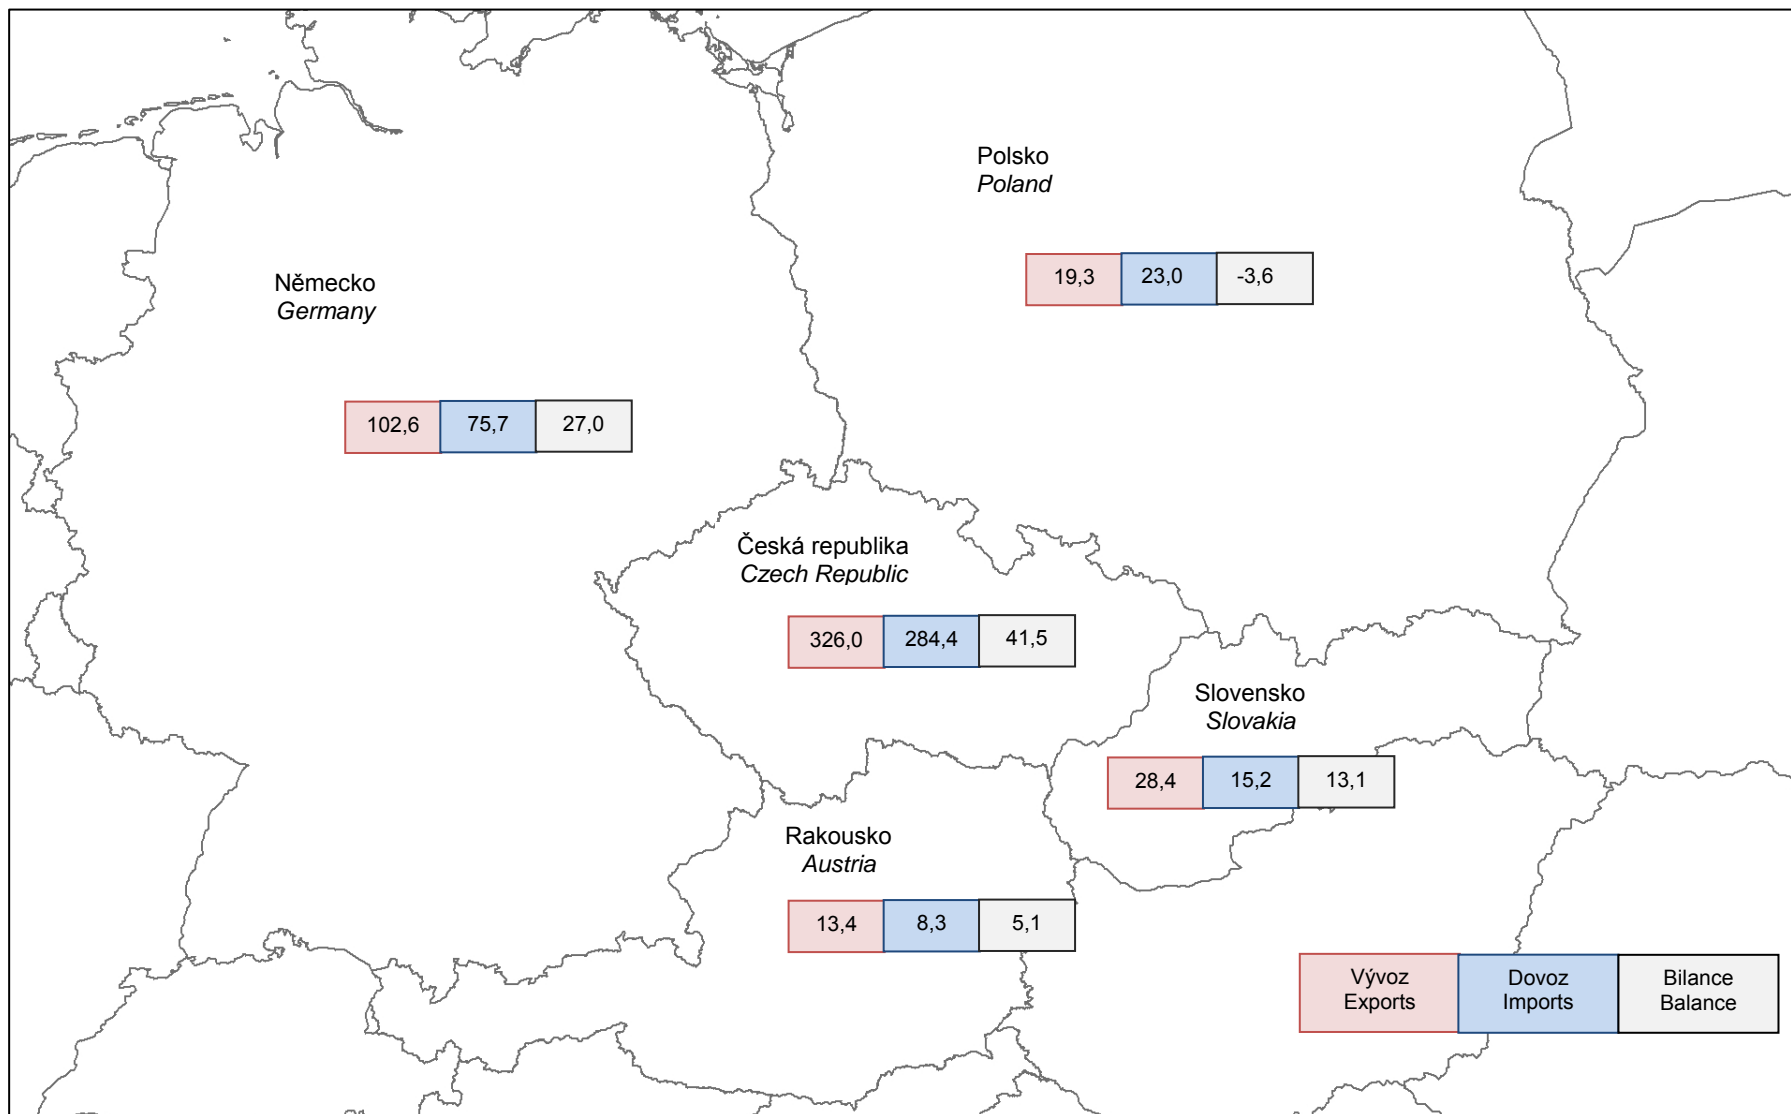 Polsko
Poland
19,3 23,0 -3,6
Německo
Germany
102,6 75,7 27,0
Česká republika
Czech Republic
326,0 284,4 41,5
Slovensko
Slovakia
28,4 15,2 13,1
Rakousko
Austria
13,4 8,3 5,1
Vývoz Dovoz Bilance
Exports Imports Balance